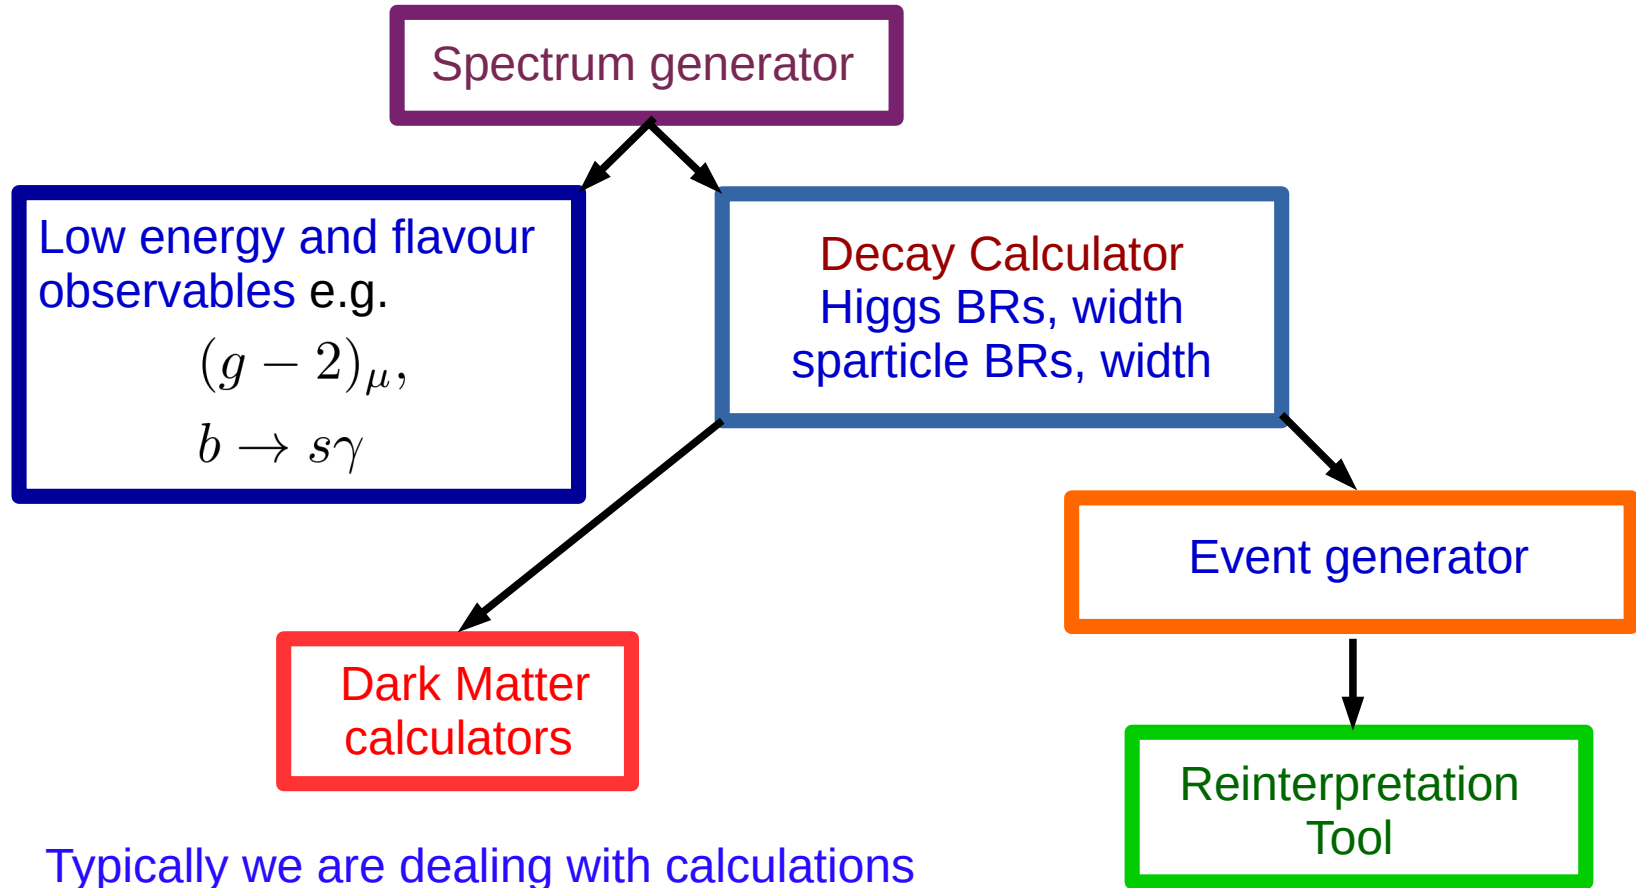 Spectrum generator
Low energy and flavour
observables e.g.
(g − 2)μ,
b → sγ
Decay Calculator
Higgs BRs, width
sparticle BRs, width
Event generator
Dark Matter
calculators
Reinterpretation
Tool
Typically we are dealing with calculations